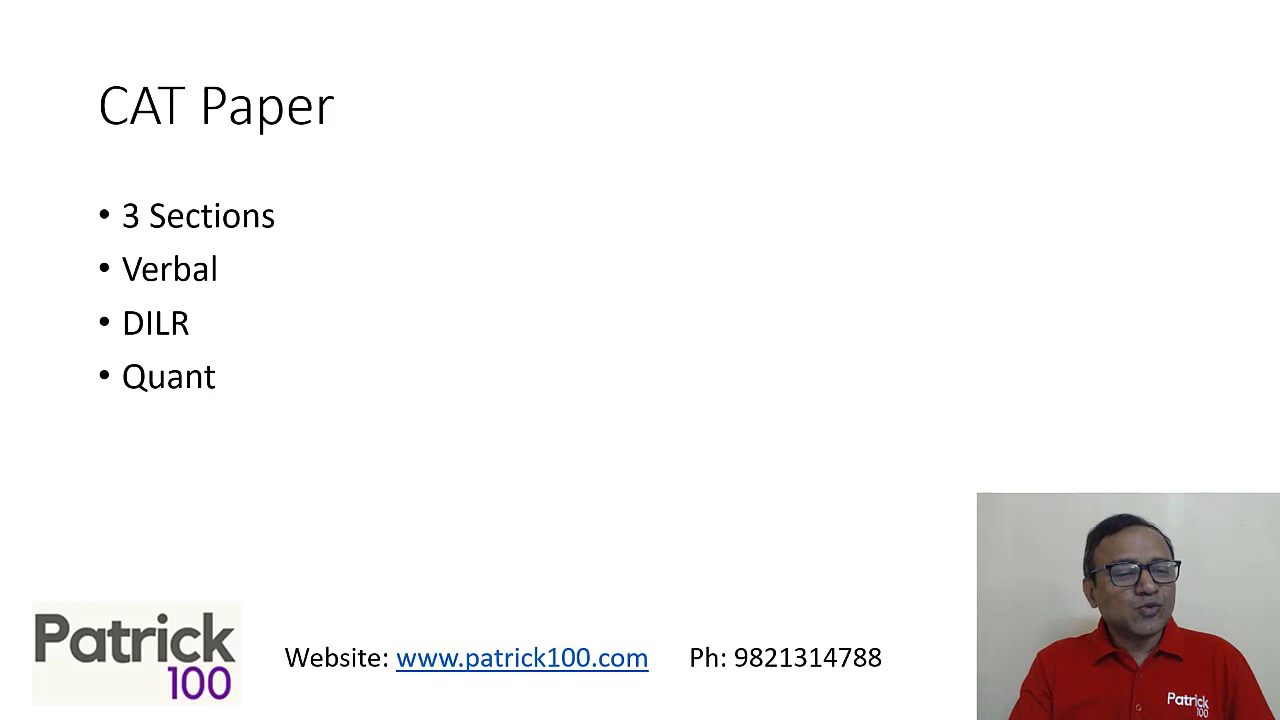 CAT Paper
• 3 Sections
• Verbal
• DILR
• Quant
Patrick
100
Website: www.patrick100.com Ph: 9821314788
Patrick
100